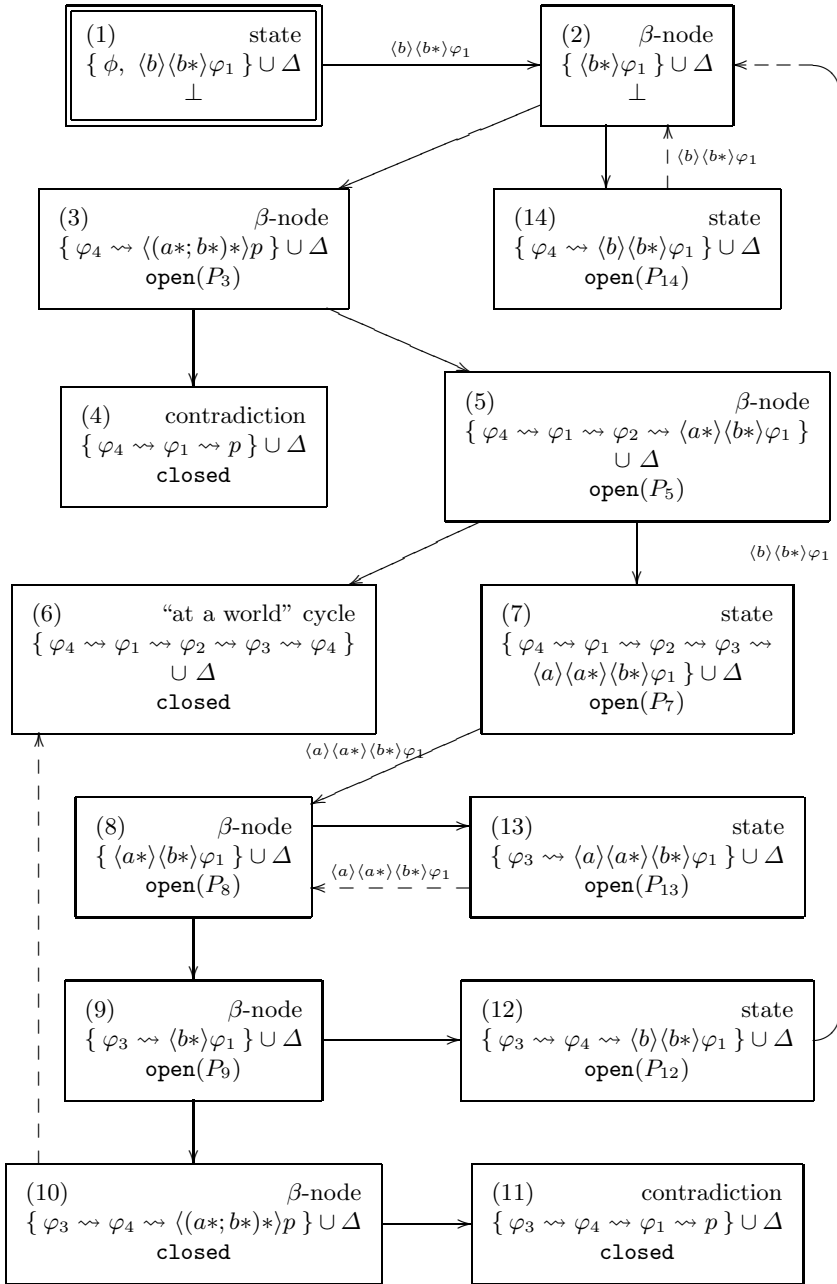 (1) state
{ ϕ, ⟨b⟩⟨b∗⟩φ₁ } ∪ Δ
⊥
⟨b⟩⟨b∗⟩φ₁
(2) β-node
{ ⟨b∗⟩φ₁ } ∪ Δ
⊥
⟨b⟩⟨b∗⟩φ₁
(3) β-node
{ φ₄ ⇝ ⟨(a∗; b∗)∗⟩p } ∪ Δ
open(P₃)
(14) state
{ φ₄ ⇝ ⟨b⟩⟨b∗⟩φ₁ } ∪ Δ
open(P₁₄)
(4) contradiction
{ φ₄ ⇝ φ₁ ⇝ p } ∪ Δ
closed
(5) β-node
{ φ₄ ⇝ φ₁ ⇝ φ₂ ⇝ ⟨a∗⟩⟨b∗⟩φ₁ }
∪ Δ
open(P₅)
⟨b⟩⟨b∗⟩φ₁
(6) “at a world” cycle
{ φ₄ ⇝ φ₁ ⇝ φ₂ ⇝ φ₃ ⇝ φ₄ }
∪ Δ
closed
(7) state
{ φ₄ ⇝ φ₁ ⇝ φ₂ ⇝ φ₃ ⇝
⟨a⟩⟨a∗⟩⟨b∗⟩φ₁ } ∪ Δ
open(P₇)
⟨a⟩⟨a∗⟩⟨b∗⟩φ₁
(8) β-node
{ ⟨a∗⟩⟨b∗⟩φ₁ } ∪ Δ
open(P₈)
⟨a⟩⟨a∗⟩⟨b∗⟩φ₁
(13) state
{ φ₃ ⇝ ⟨a⟩⟨a∗⟩⟨b∗⟩φ₁ } ∪ Δ
open(P₁₃)
(9) β-node
{ φ₃ ⇝ ⟨b∗⟩φ₁ } ∪ Δ
open(P₉)
(12) state
{ φ₃ ⇝ φ₄ ⇝ ⟨b⟩⟨b∗⟩φ₁ } ∪ Δ
open(P₁₂)
(10) β-node
{ φ₃ ⇝ φ₄ ⇝ ⟨(a∗; b∗)∗⟩p } ∪ Δ
closed
(11) contradiction
{ φ₃ ⇝ φ₄ ⇝ φ₁ ⇝ p } ∪ Δ
closed